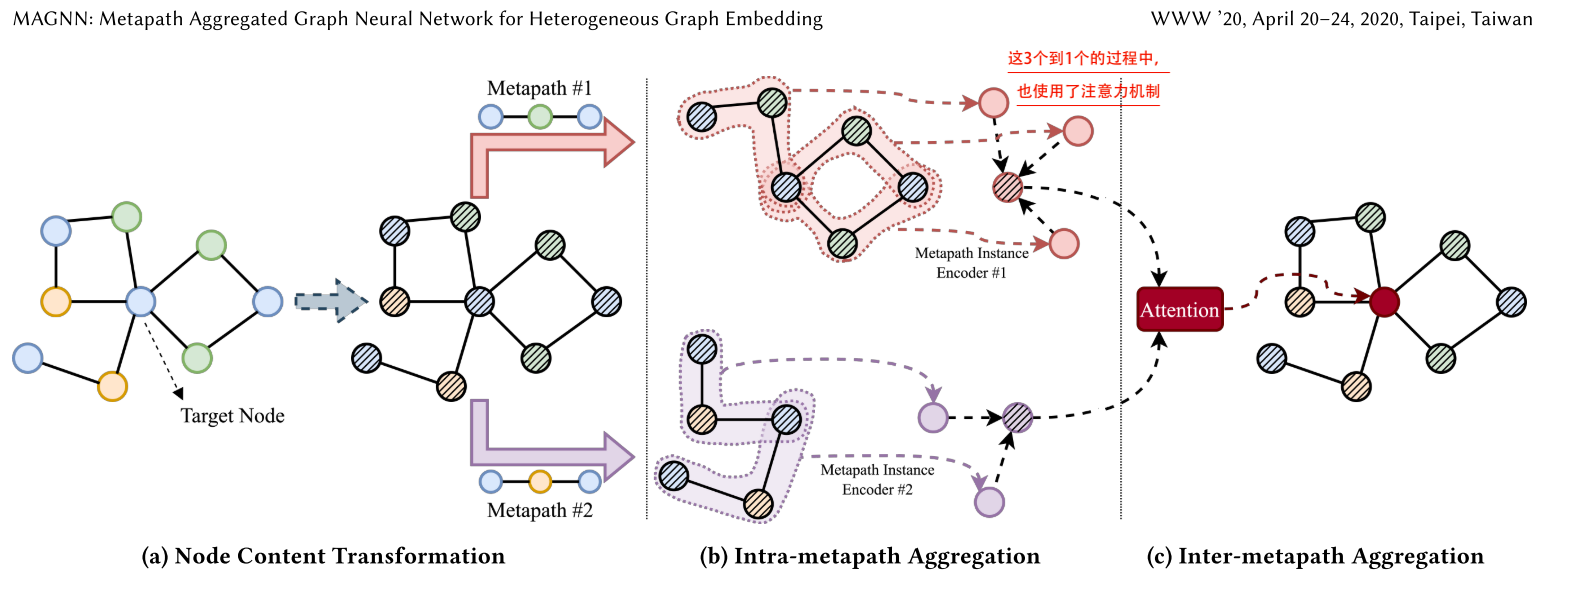 MAGNN: Metapath Aggregated Graph Neural Network for Heterogeneous Graph Embedding
WWW ’20, April 20–24, 2020, Taipei, Taiwan
这3个到1个的过程中,
也使用了注意力机制
Metapath #1
Metapath Instance
Encoder #1
Attention
Target Node
Metapath Instance
Encoder #2
Metapath #2
(a) Node Content Transformation
(b) Intra-metapath Aggregation
(c) Inter-metapath Aggregation